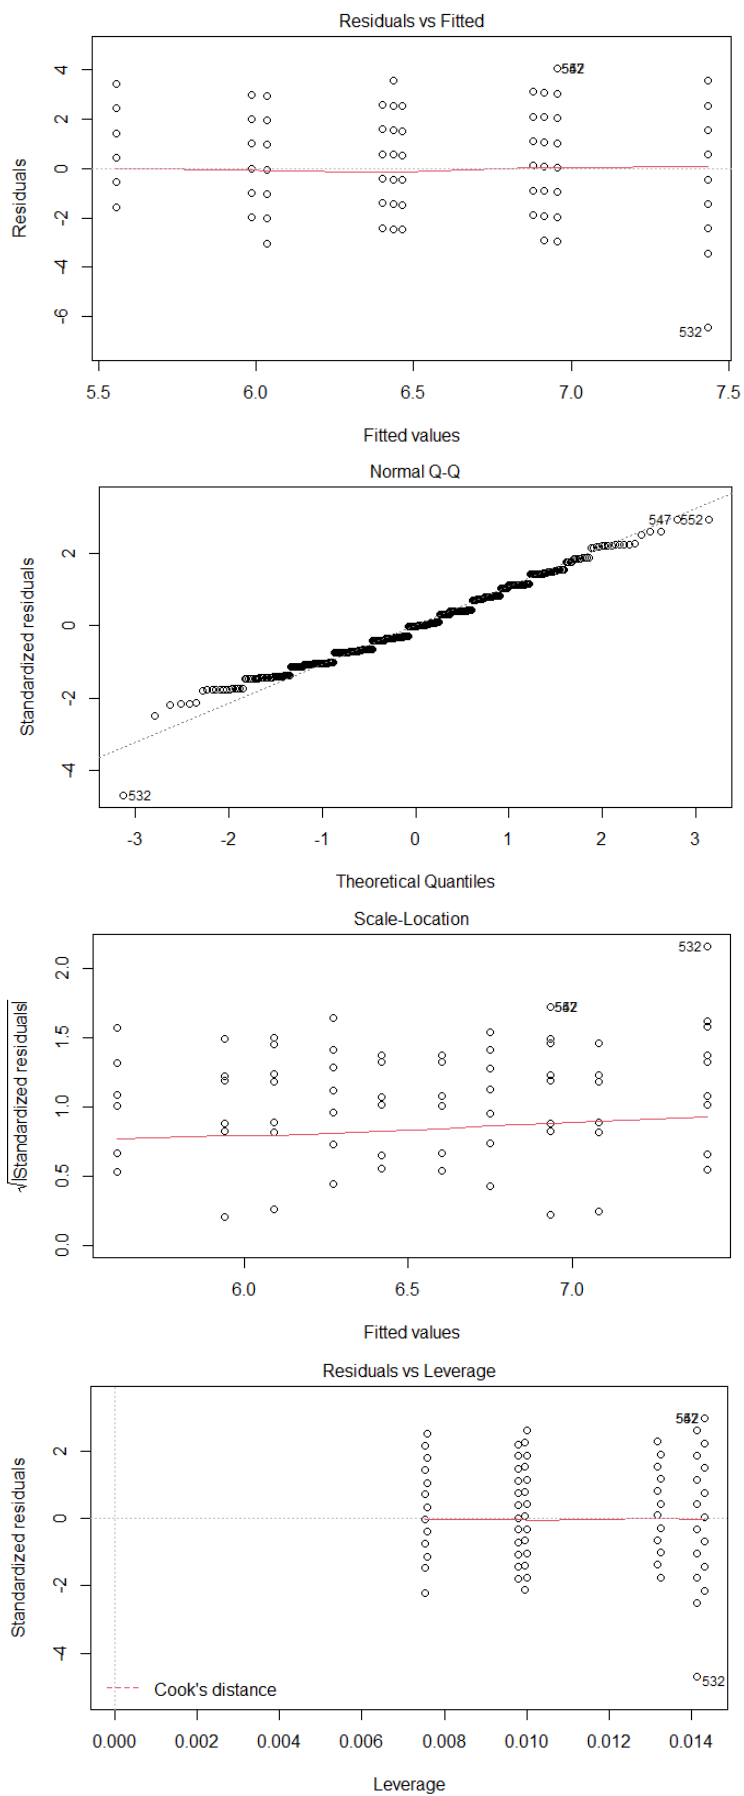 Residuals vs Fitted
Residuals
4
2
0
-2
-4
-6
532
5.5 6.0 6.5 7.0 7.5
Fitted values
Normal Q-Q
Standardized residuals
2
0
-2
-4
547 552
532
-3 -2 -1 0 1 2 3
Theoretical Quantiles
Scale-Location
√|Standardized residuals|
2.0
1.5
1.0
0.5
0.0
532
6.0 6.5 7.0
Fitted values
Residuals vs Leverage
Standardized residuals
2
0
-2
-4
532
Cook's distance
0.000 0.002 0.004 0.006 0.008 0.010 0.012 0.014
Leverage